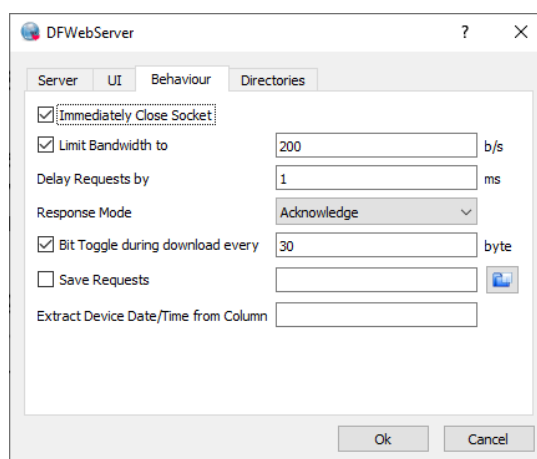 DFWebServer ?
Server UI Behaviour Directories
Immediately Close Socket
Limit Bandwidth to 200 b/s
Delay Requests by 1 ms
Response Mode Acknowledge
Bit Toggle during download every 30 byte
Save Requests
Extract Device Date/Time from Column
Ok Cancel